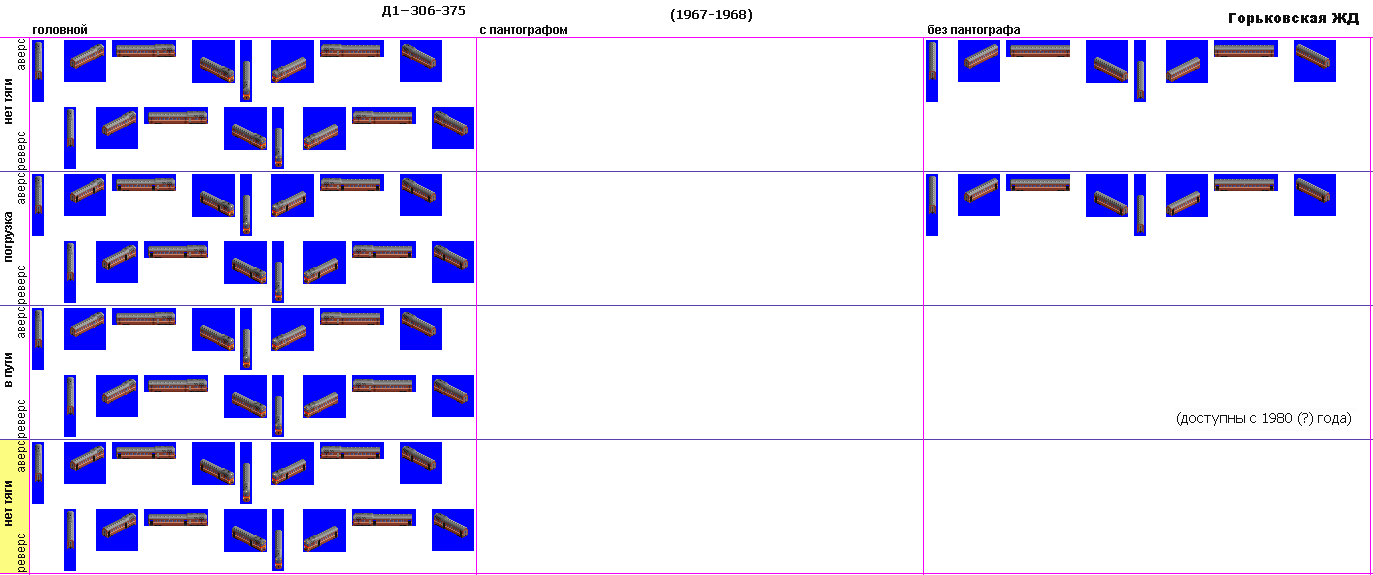 Д1-306-375
(1967-1968)
Горьковская ЖД
головной
с пантографом
без пантографа
нет тяги
аверс
реверс
погрузка
аверс
реверс
в пути
аверс
реверс
(доступны с 1980 (?) года)
нет тяги
аверс
реверс